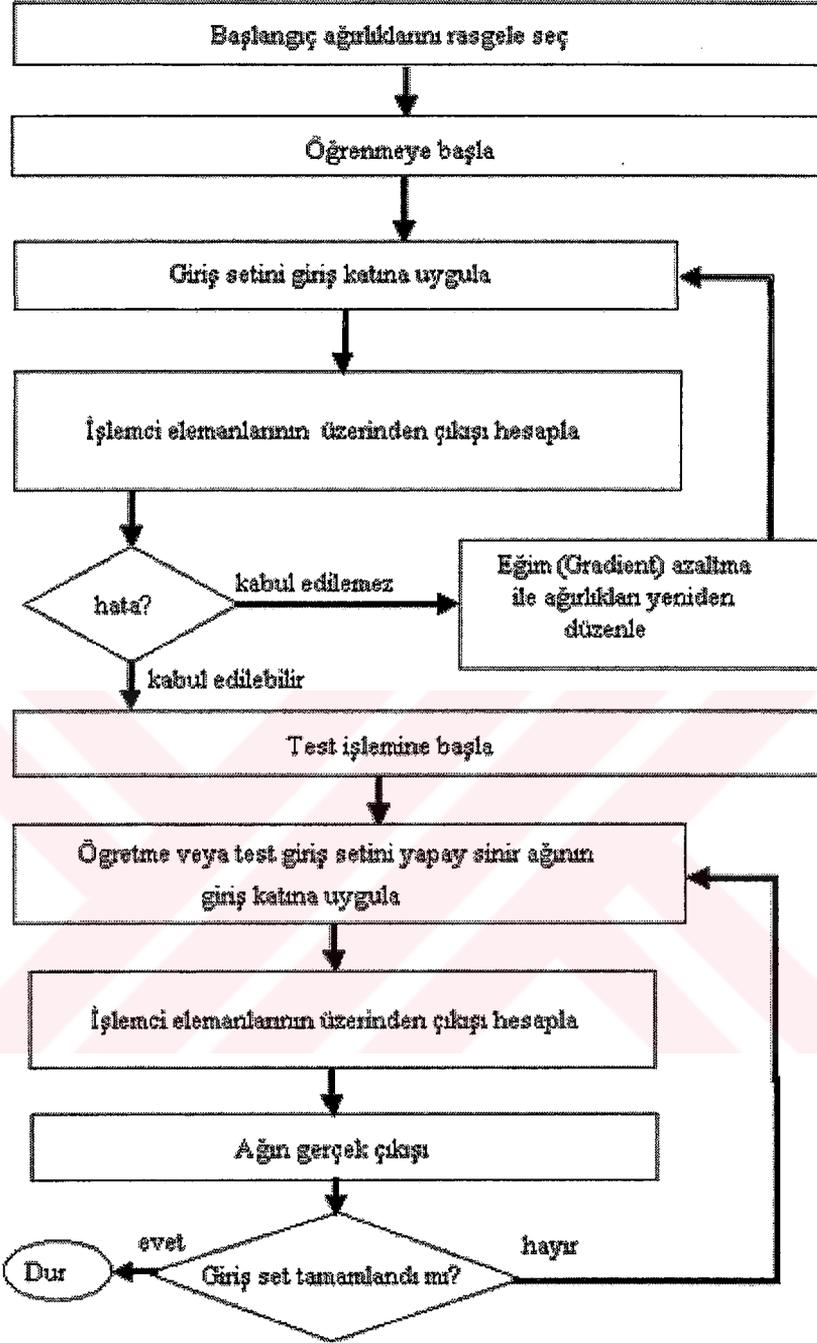 Başlangıç ağırlıklarını rasgele seç
Öğrenmeye başla
Giriş setini giriş katına uygula
İşlemci elemanlarının üzerinden çıkışı hesapla
hata?
kabul edilemez
Eğim (Gradient) azaltma
ile ağırlıkları yeniden
düzenle
kabul edilebilir
Test işlemine başla
Ögretme veya test giriş setini yapay sinir ağının
giriş katına uygula
İşlemci elemanlarının üzerinden çıkışı hesapla
Ağın gerçek çıkışı
evet
hayır
Dur
Giriş set tamamlandı mı?